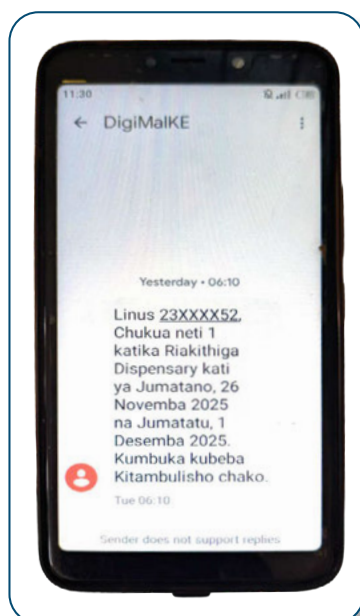 11:30
DigiMalKE
Yesterday • 06:10
Linus 23XXXX52,
Chukua neti 1
katika Riakithiga
Dispensary kati
ya Jumatano, 26
Novemba 2025
na Jumatatu, 1
Desemba 2025.
Kumbuka kubeba
Kitambulisho chako.
Tue 06:10
Sender does not support replies